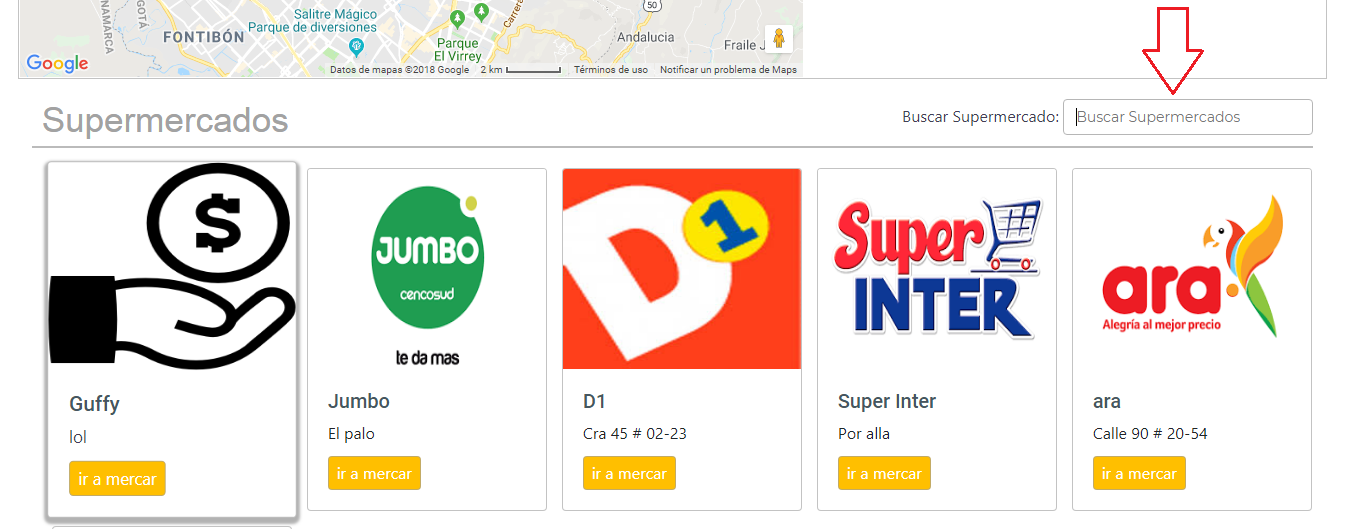 NAMARCA
OGOTÁ
Salitre Mágico
Parque de diversiones
FONTIBÓN
Parque
El Virrey
Carrera
50
Andalucia
Fraile J
Google
Datos de mapas ©2018 Google 2 km Términos de uso Notificar un problema de Maps
Supermercados
Buscar Supermercado: Buscar Supermercados
$
JUMBO
cencosud
te da mas
D1
Super
INTER
ara
Alegría al mejor precio
Guffy
lol
ir a mercar
Jumbo
El palo
ir a mercar
D1
Cra 45 # 02-23
ir a mercar
Super Inter
Por alla
ir a mercar
ara
Calle 90 # 20-54
ir a mercar